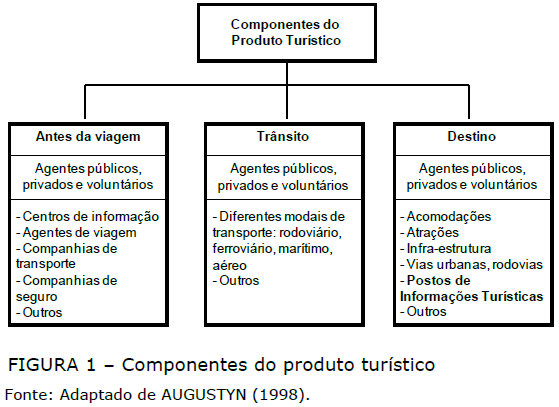 Componentes do
Produto Turístico
Antes da viagem
Agentes públicos,
privados e voluntários
- Centros de informação
- Agentes de viagem
- Companhias de
transporte
- Companhias de
seguro
- Outros
Trânsito
Agentes públicos,
privados e voluntários
- Diferentes modais de
transporte: rodoviário,
ferroviário, marítimo,
aéreo
- Outros
Destino
Agentes públicos,
privados e voluntários
- Acomodações
- Atrações
- Infra-estrutura
- Vias urbanas, rodovias
- Postos de
Informações Turísticas
- Outros
FIGURA 1 – Componentes do produto turístico
Fonte: Adaptado de AUGUSTYN (1998).